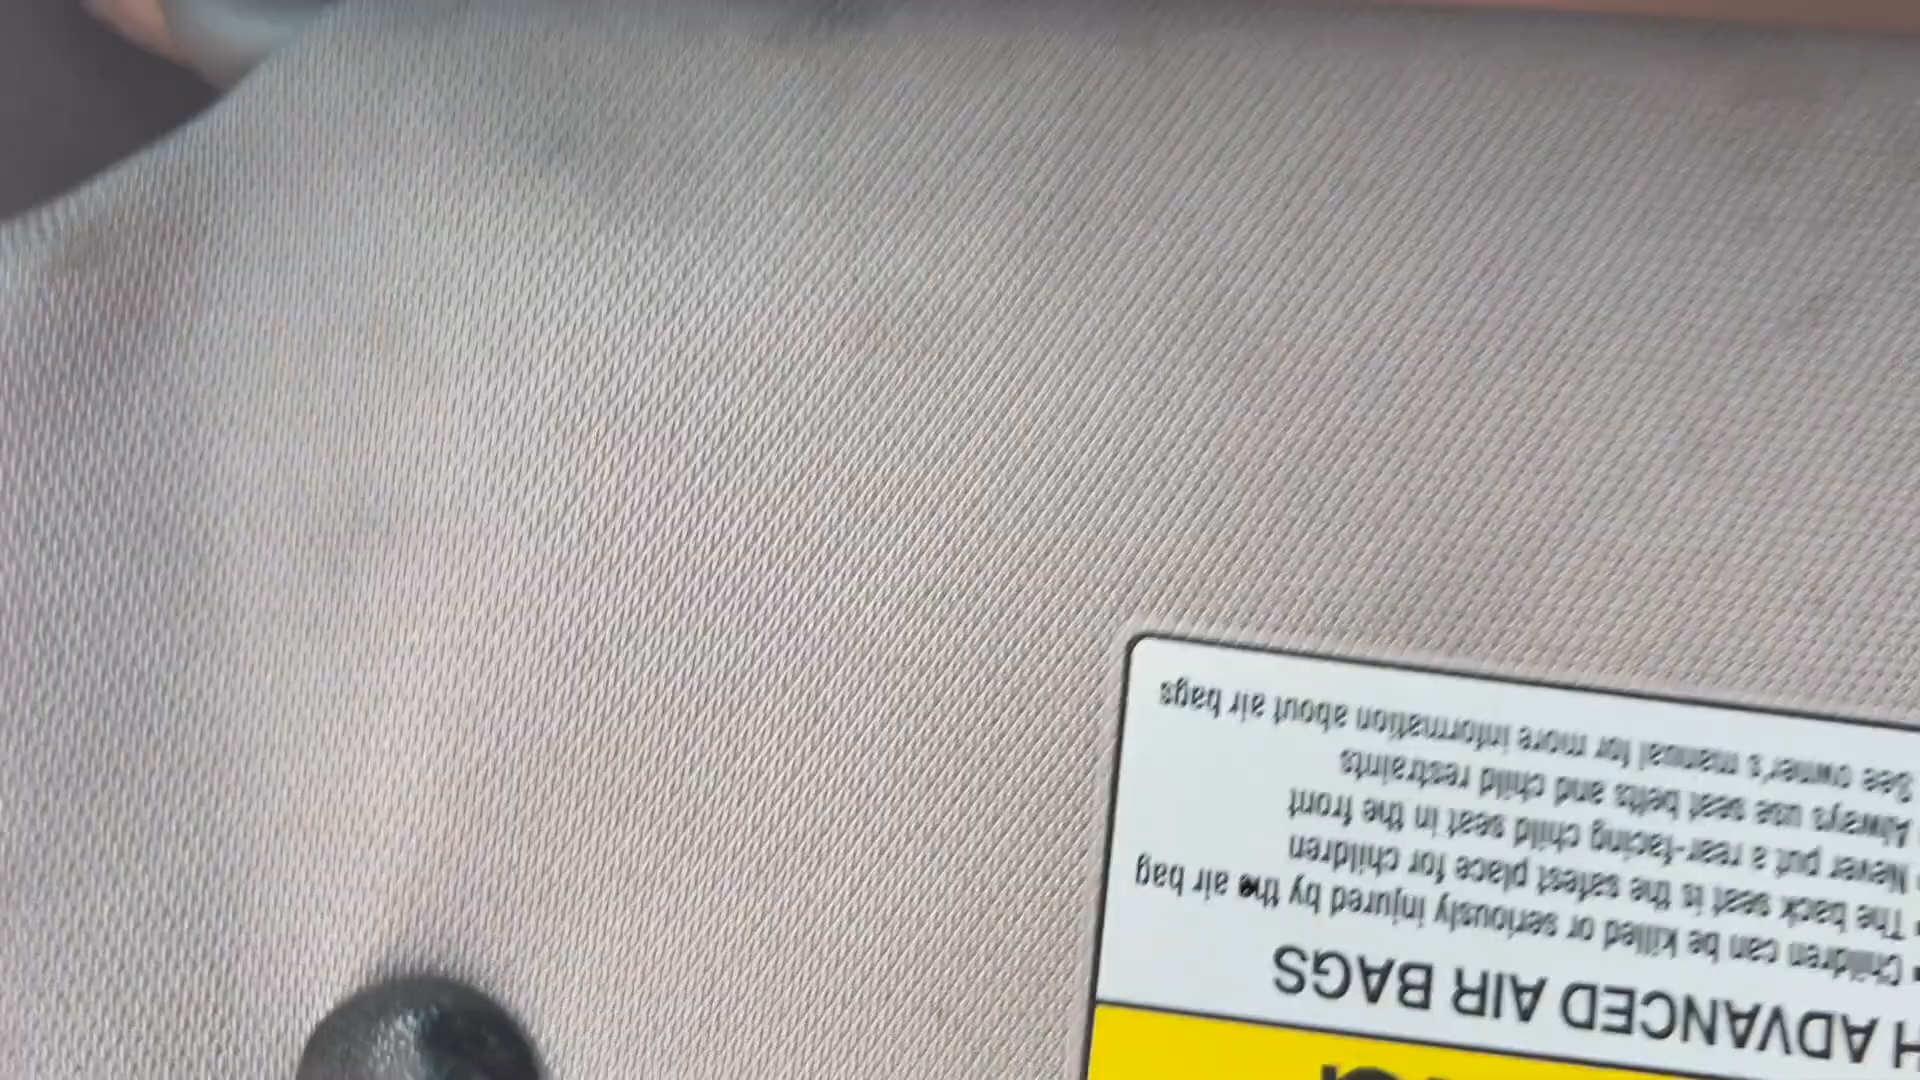 H ADVANCED AIR BAGS
• Children can be killed or seriously injured by the air bag
• The back seat is the safest place for children
• Never put a rear-facing child seat in the front
Always use seat belts and child restraints
See owner's manual for more information about air bags